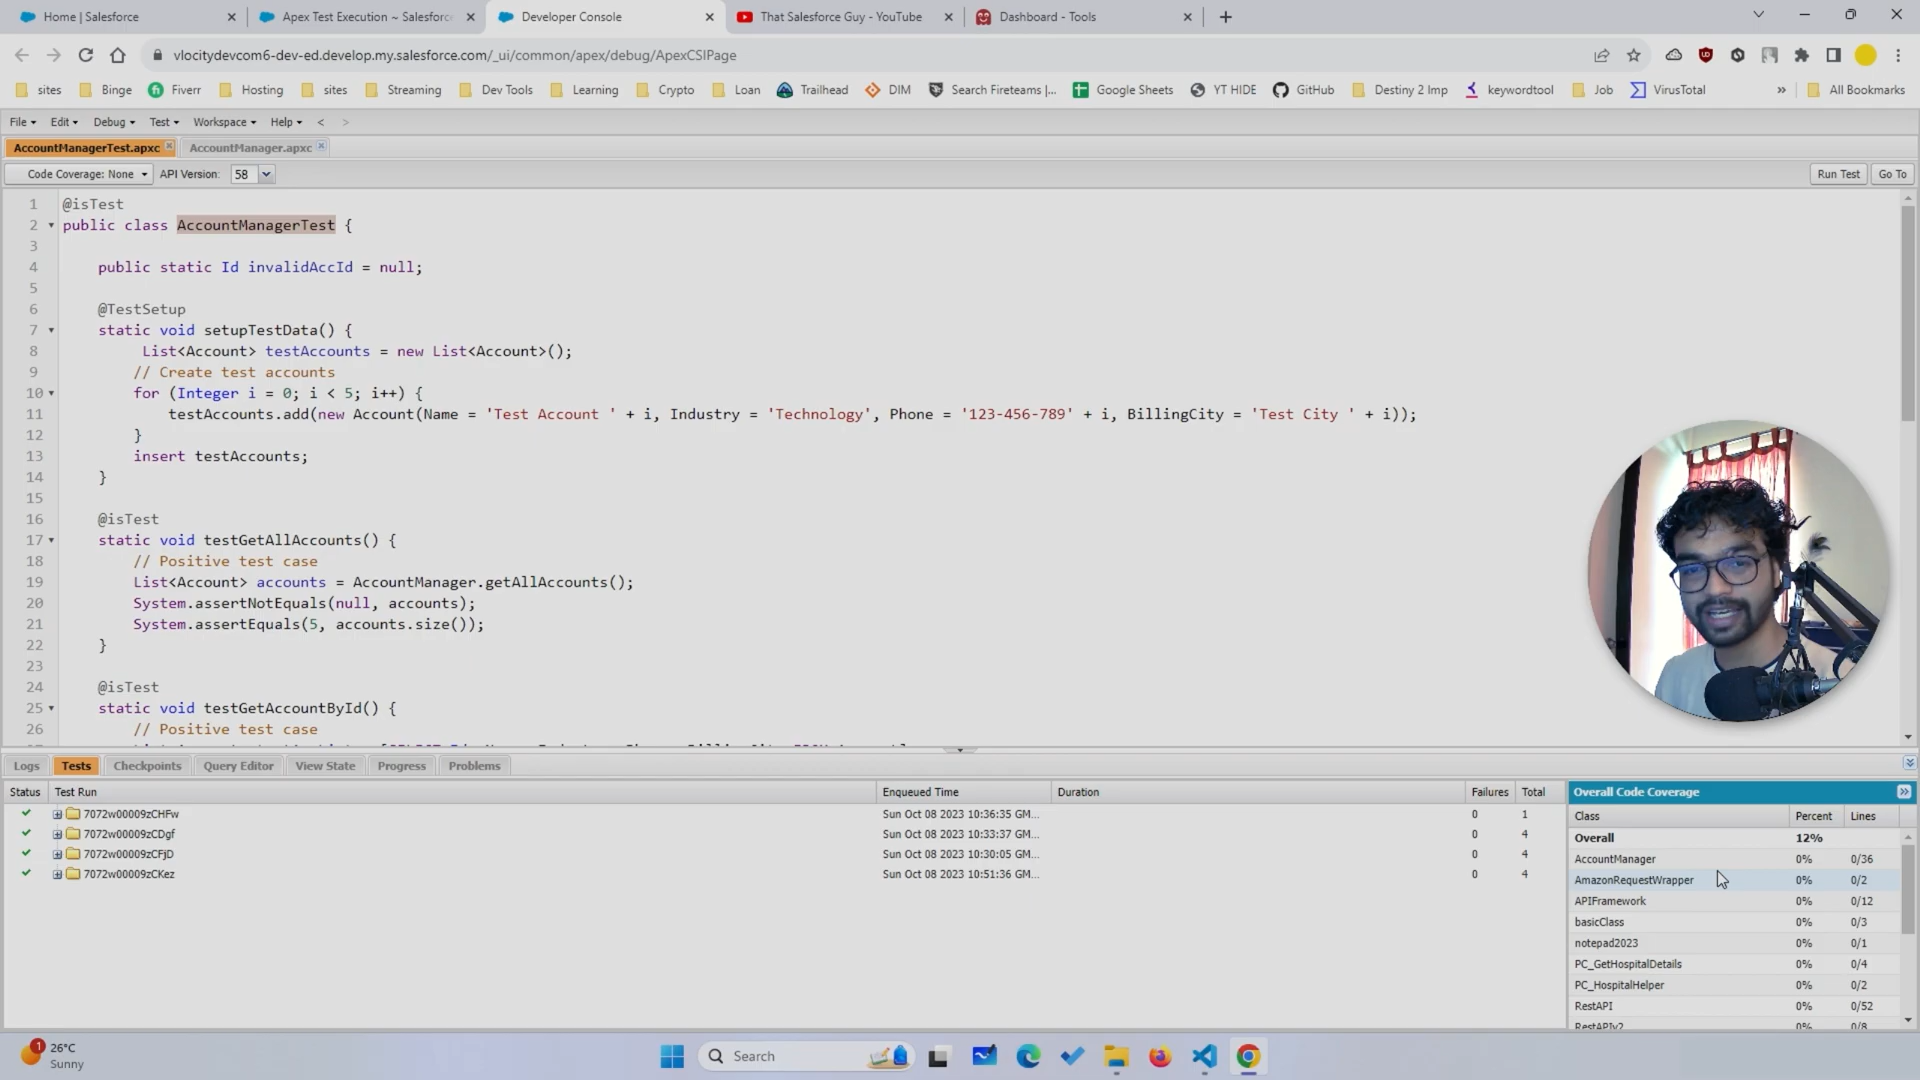 Home | Salesforce
Apex Test Execution ~ Salesforc
Developer Console
That Salesforce Guy - YouTube
Dashboard - Tools
vlocitydevcom6-dev-ed.develop.my.salesforce.com/_ui/common/apex/debug/ApexCSIPage
sites Binge Fiverr Hosting sites Streaming Dev Tools Learning Crypto Loan Trailhead DIM Search Fireteams |... Google Sheets YT HIDE GitHub Destiny 2 Imp keywordtool Job VirusTotal » All Bookmarks
File Edit Debug Test Workspace Help < >
AccountManagerTest.apxc AccountManager.apxc
Code Coverage: None API Version: 58 Run Test Go To
1 @isTest
2 public class AccountManagerTest {
3
4 public static Id invalidAccId = null;
5
6 @TestSetup
7 static void setupTestData() {
8 List<Account> testAccounts = new List<Account>();
9 // Create test accounts
10 for (Integer i = 0; i < 5; i++) {
11 testAccounts.add(new Account(Name = 'Test Account ' + i, Industry = 'Technology', Phone = '123-456-789' + i, BillingCity = 'Test City ' + i));
12 }
13 insert testAccounts;
14 }
15
16 @isTest
17 static void testGetAllAccounts() {
18 // Positive test case
19 List<Account> accounts = AccountManager.getAllAccounts();
20 System.assertNotEquals(null, accounts);
21 System.assertEquals(5, accounts.size());
22 }
23
24 @isTest
25 static void testGetAccountById() {
26 // Positive test case
Logs Tests Checkpoints Query Editor View State Progress Problems
Status Test Run Enqueued Time Duration Failures Total
7072w00009zCHFw Sun Oct 08 2023 10:36:35 GM... 0 1
7072w00009zCDgf Sun Oct 08 2023 10:33:37 GM... 0 4
7072w00009zCFjD Sun Oct 08 2023 10:30:05 GM... 0 4
7072w00009zCKez Sun Oct 08 2023 10:51:36 GM... 0 4
Overall Code Coverage
Class Percent Lines
Overall 12%
AccountManager 0% 0/36
AmazonRequestWrapper 0% 0/2
APIFramework 0% 0/12
basicClass 0% 0/3
notepad2023 0% 0/1
PC_GetHospitalDetails 0% 0/4
PC_HospitalHelper 0% 0/2
RestAPI 0% 0/52
RestAPIv2 0% 0/8
1
26°C
Sunny
Search